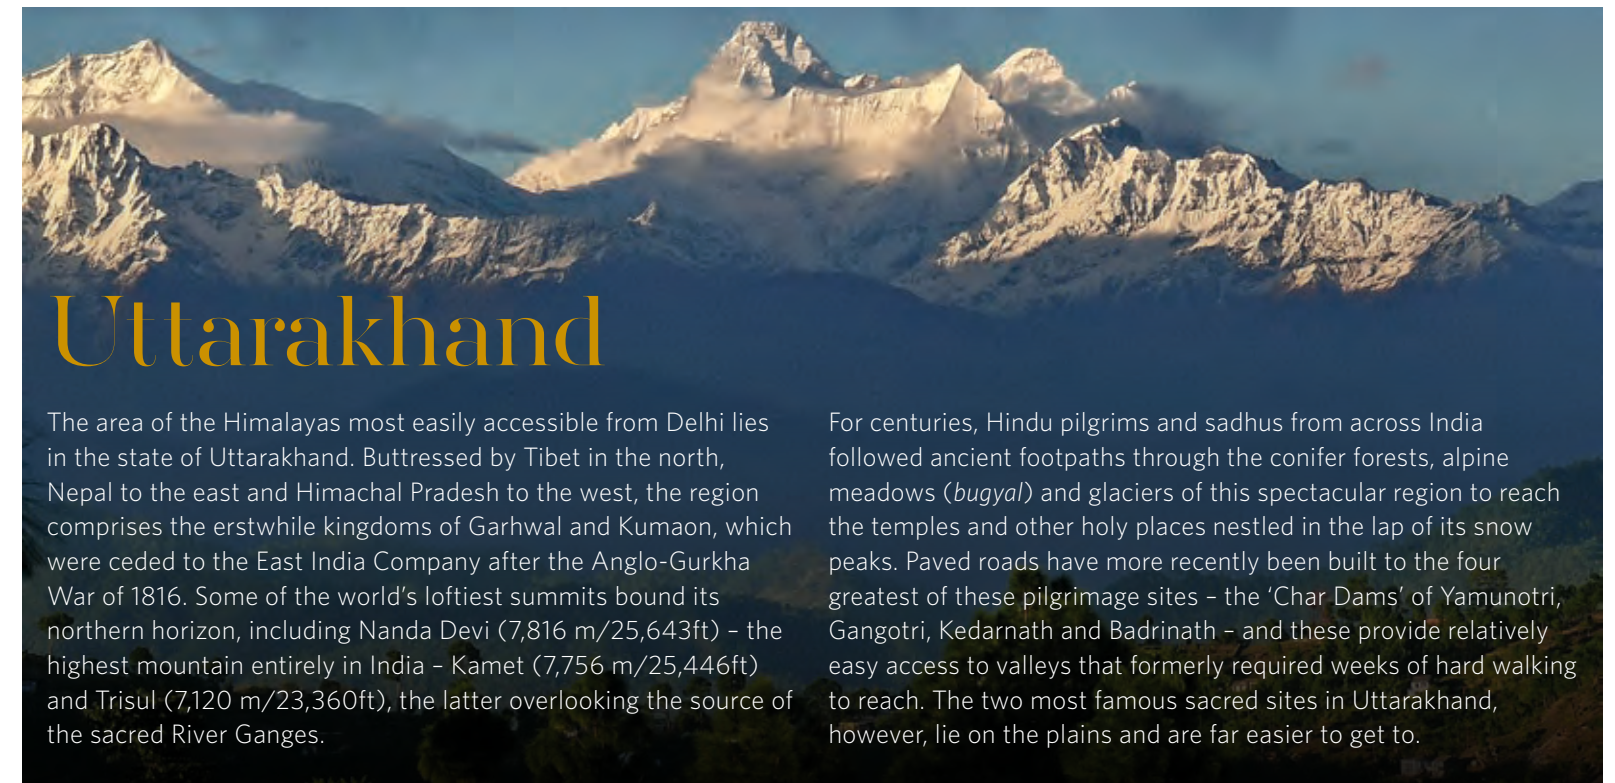 Uttarakhand
The area of the Himalayas most easily accessible from Delhi lies
in the state of Uttarakhand. Buttressed by Tibet in the north,
Nepal to the east and Himachal Pradesh to the west, the region
comprises the erstwhile kingdoms of Garhwal and Kumaon, which
were ceded to the East India Company after the Anglo-Gurkha
War of 1816. Some of the world’s loftiest summits bound its
northern horizon, including Nanda Devi (7,816 m/25,643ft) – the
highest mountain entirely in India – Kamet (7,756 m/25,446ft)
and Trisul (7,120 m/23,360ft), the latter overlooking the source of
the sacred River Ganges.
For centuries, Hindu pilgrims and sadhus from across India
followed ancient footpaths through the conifer forests, alpine
meadows (bugyal) and glaciers of this spectacular region to reach
the temples and other holy places nestled in the lap of its snow
peaks. Paved roads have more recently been built to the four
greatest of these pilgrimage sites – the ‘Char Dams’ of Yamunotri,
Gangotri, Kedarnath and Badrinath – and these provide relatively
easy access to valleys that formerly required weeks of hard walking
to reach. The two most famous sacred sites in Uttarakhand,
however, lie on the plains and are far easier to get to.